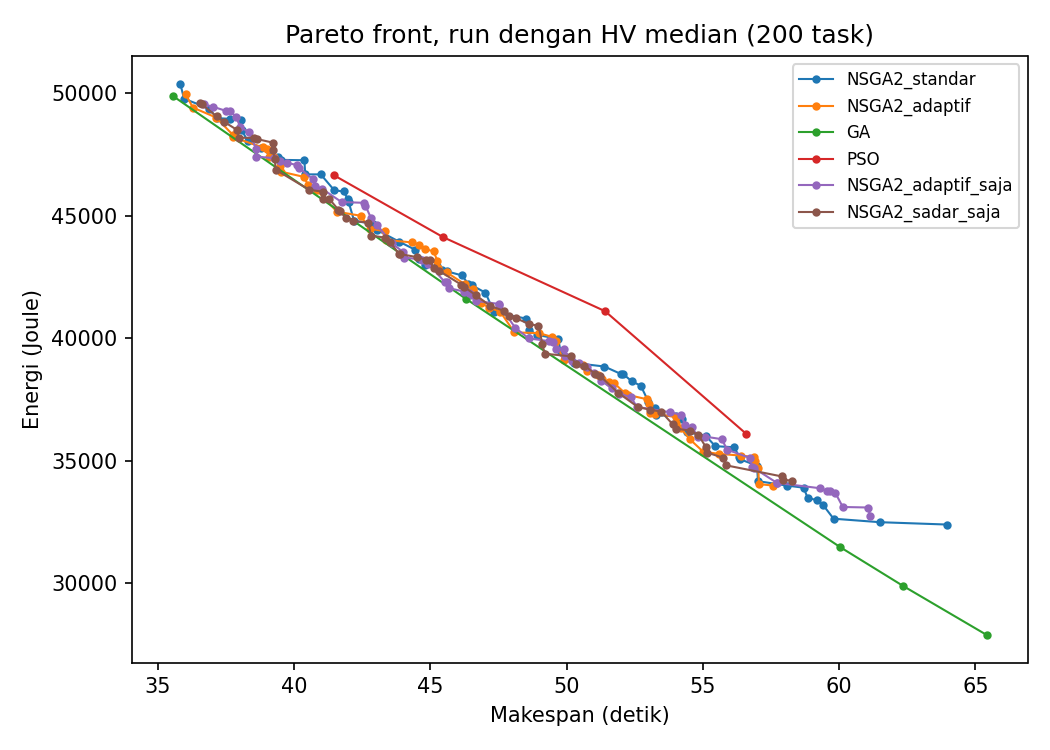 Pareto front, run dengan HV median (200 task)
NSGA2_standar
NSGA2_adaptif
GA
PSO
NSGA2_adaptif_saja
NSGA2_sadar_saja
Energi (Joule)
50000
45000
40000
35000
30000
35 40 45 50 55 60 65
Makespan (detik)